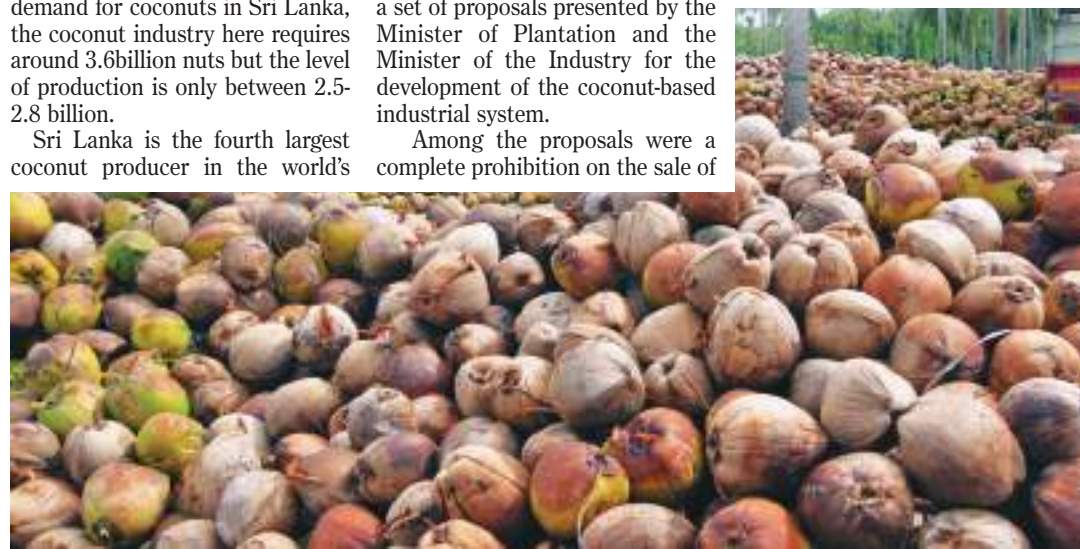 demand for coconuts in Sri Lanka,
the coconut industry here requires
around 3.6billion nuts but the level
of production is only between 2.5-
2.8 billion.
Sri Lanka is the fourth largest
coconut producer in the world's
a set of proposals presented by the
Minister of Plantation and the
Minister of the Industry for the
development of the coconut-based
industrial system.
Among the proposals were a
complete prohibition on the sale of